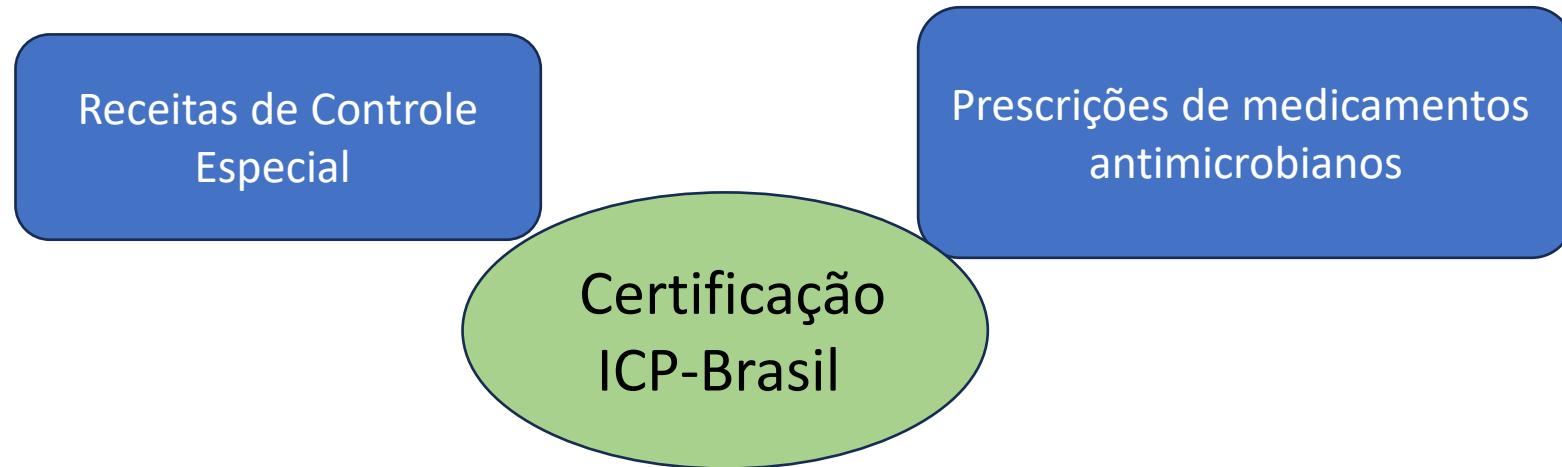 Receitas de Controle
Especial
Prescrições de medicamentos
antimicrobianos
Certificação
ICP-Brasil